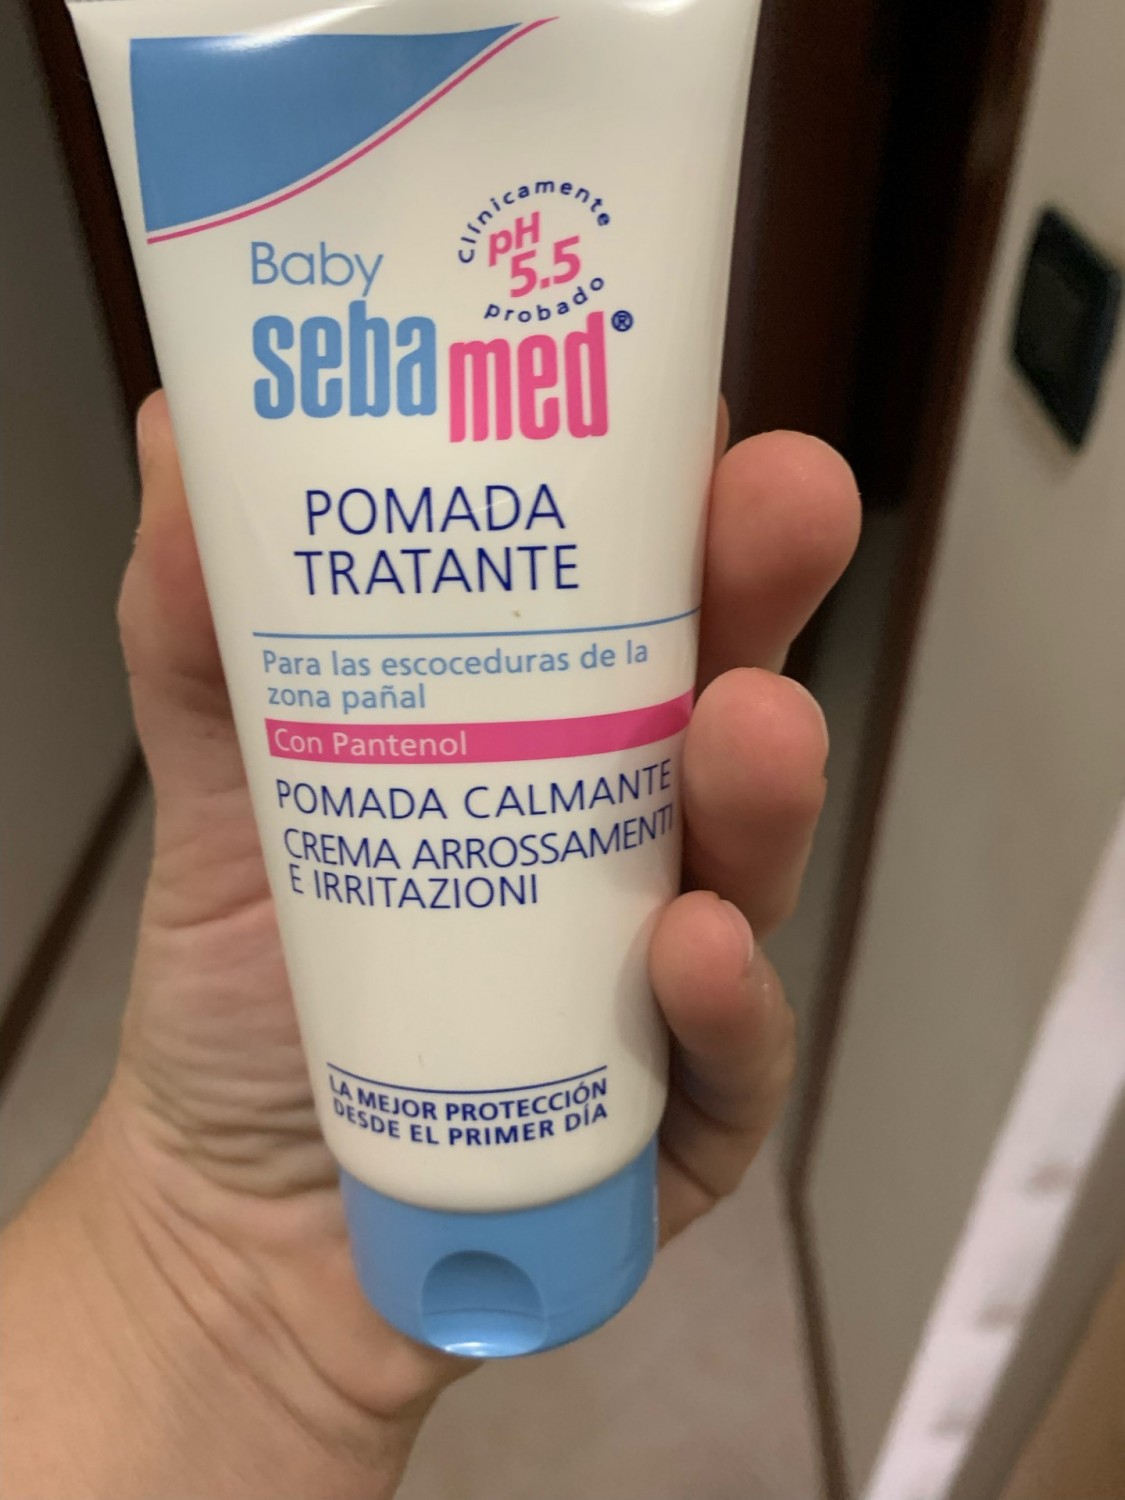 Baby
Clínicamente
pH
5.5
probado
sebamed®
POMADA
TRATANTE
Para las escoceduras de la
zona pañal
Con Pantenol
POMADA CALMANTE
CREMA ARROSSAMENTI
E IRRITAZIONI
LA MEJOR PROTECCIÓN
DESDE EL PRIMER DÍA